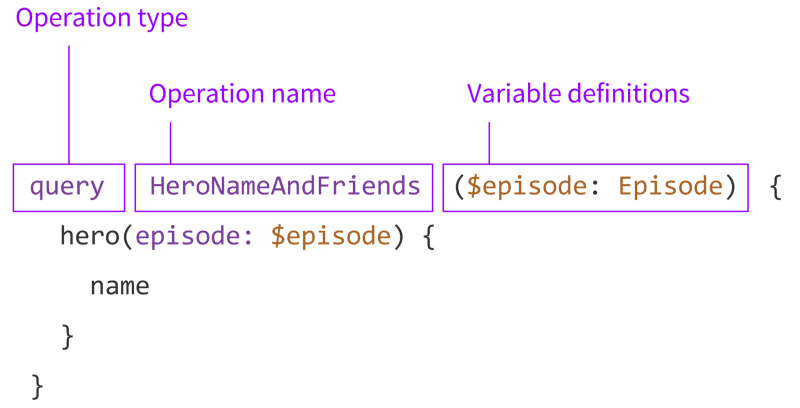 Operation type
Operation name Variable definitions
query HeroNameAndFriends ($episode: Episode) {
hero(episode: $episode) {
name
}
}